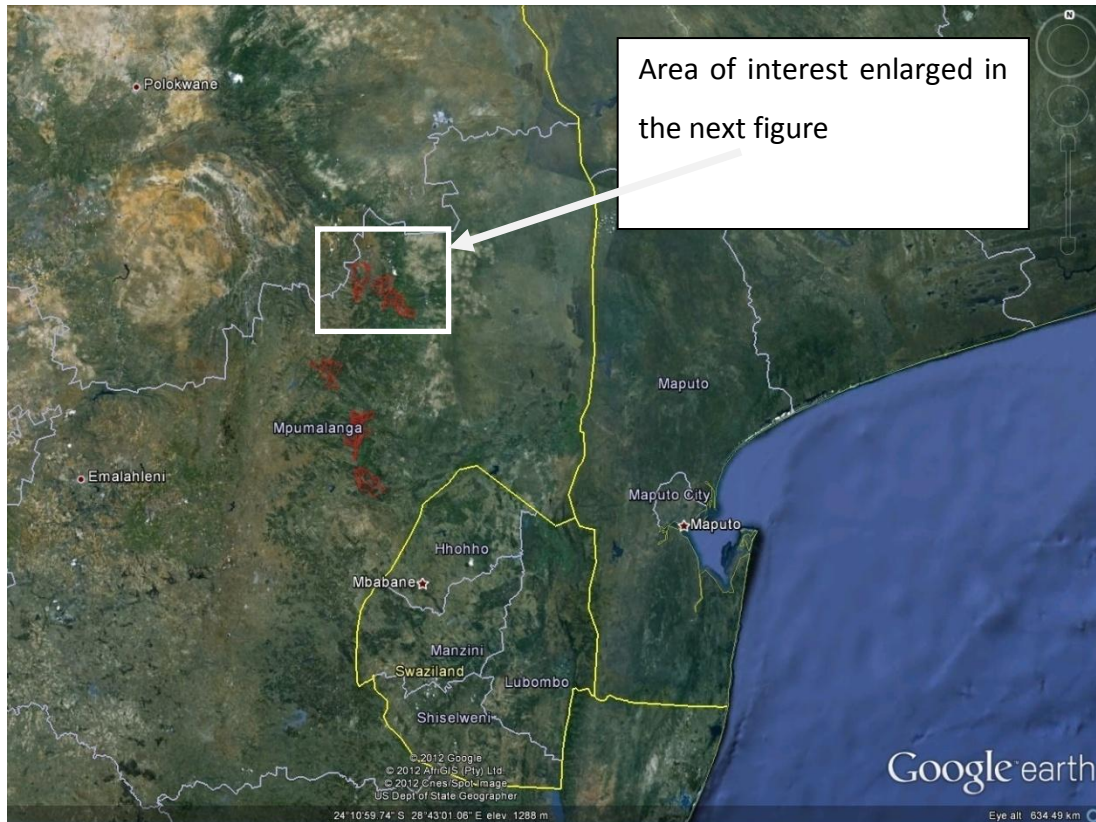 N
Polokwane
Area of interest enlarged in
the next figure
Maputo
Mpumalanga
Emalahleni
Maputo City
Maputo
Hhohho
Mbabane
Manzini
Swaziland
Lubombo
Shiselweni
© 2012 Google
© 2012 AfriGIS (Pty) Ltd
© 2012 Cnes/Spot Image
US Dept of State Geographer
Google earth
24°10'59.74" S 28°43'01.06" E elev 1288 m
Eye alt 634.49 km